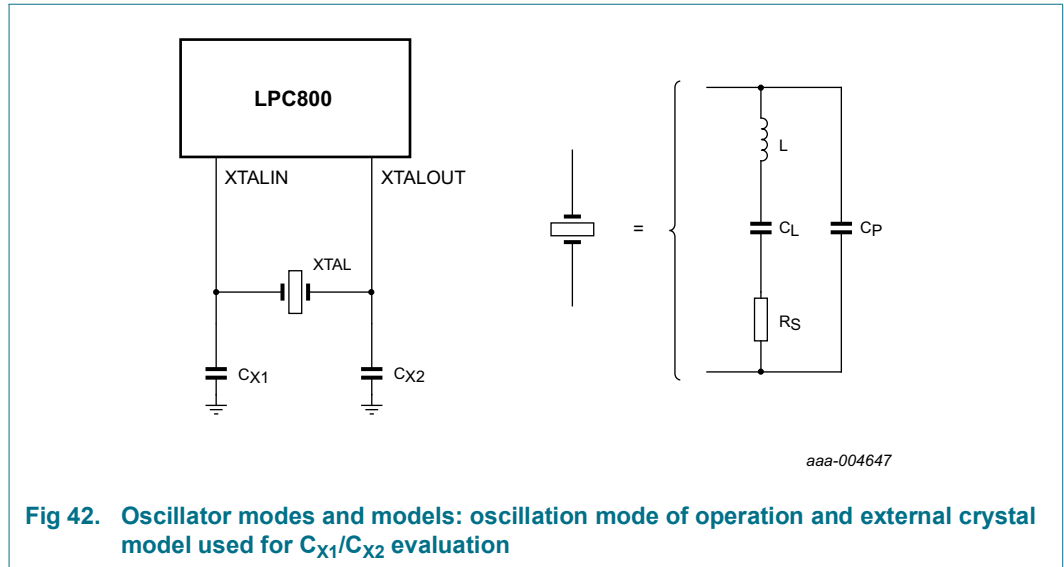 LPC800
XTALIN
XTALOUT
XTAL
CX1
CX2
=
L
CL
CP
RS
aaa-004647
Fig 42. Oscillator modes and models: oscillation mode of operation and external crystal
model used for CX1/CX2 evaluation